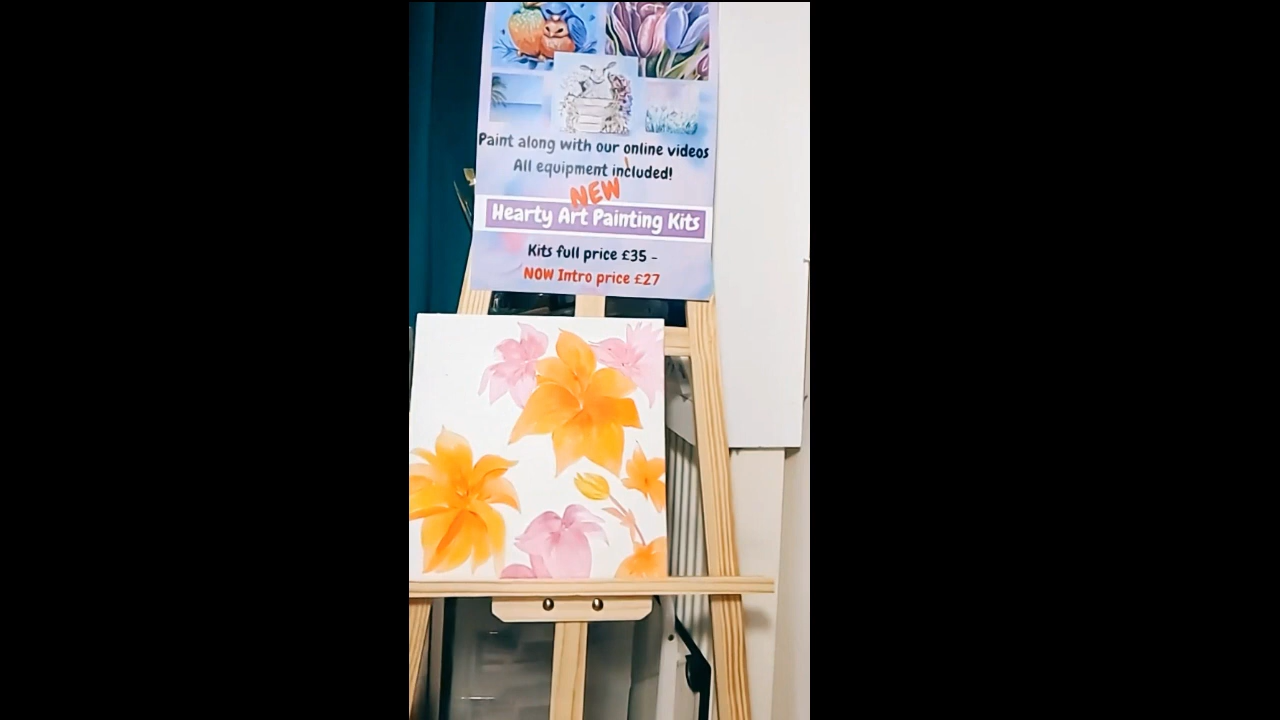 Paint along with our online videos
All equipment included!
NEW
Hearty Art Painting Kits
Kits full price £35 -
NOW Intro price £27